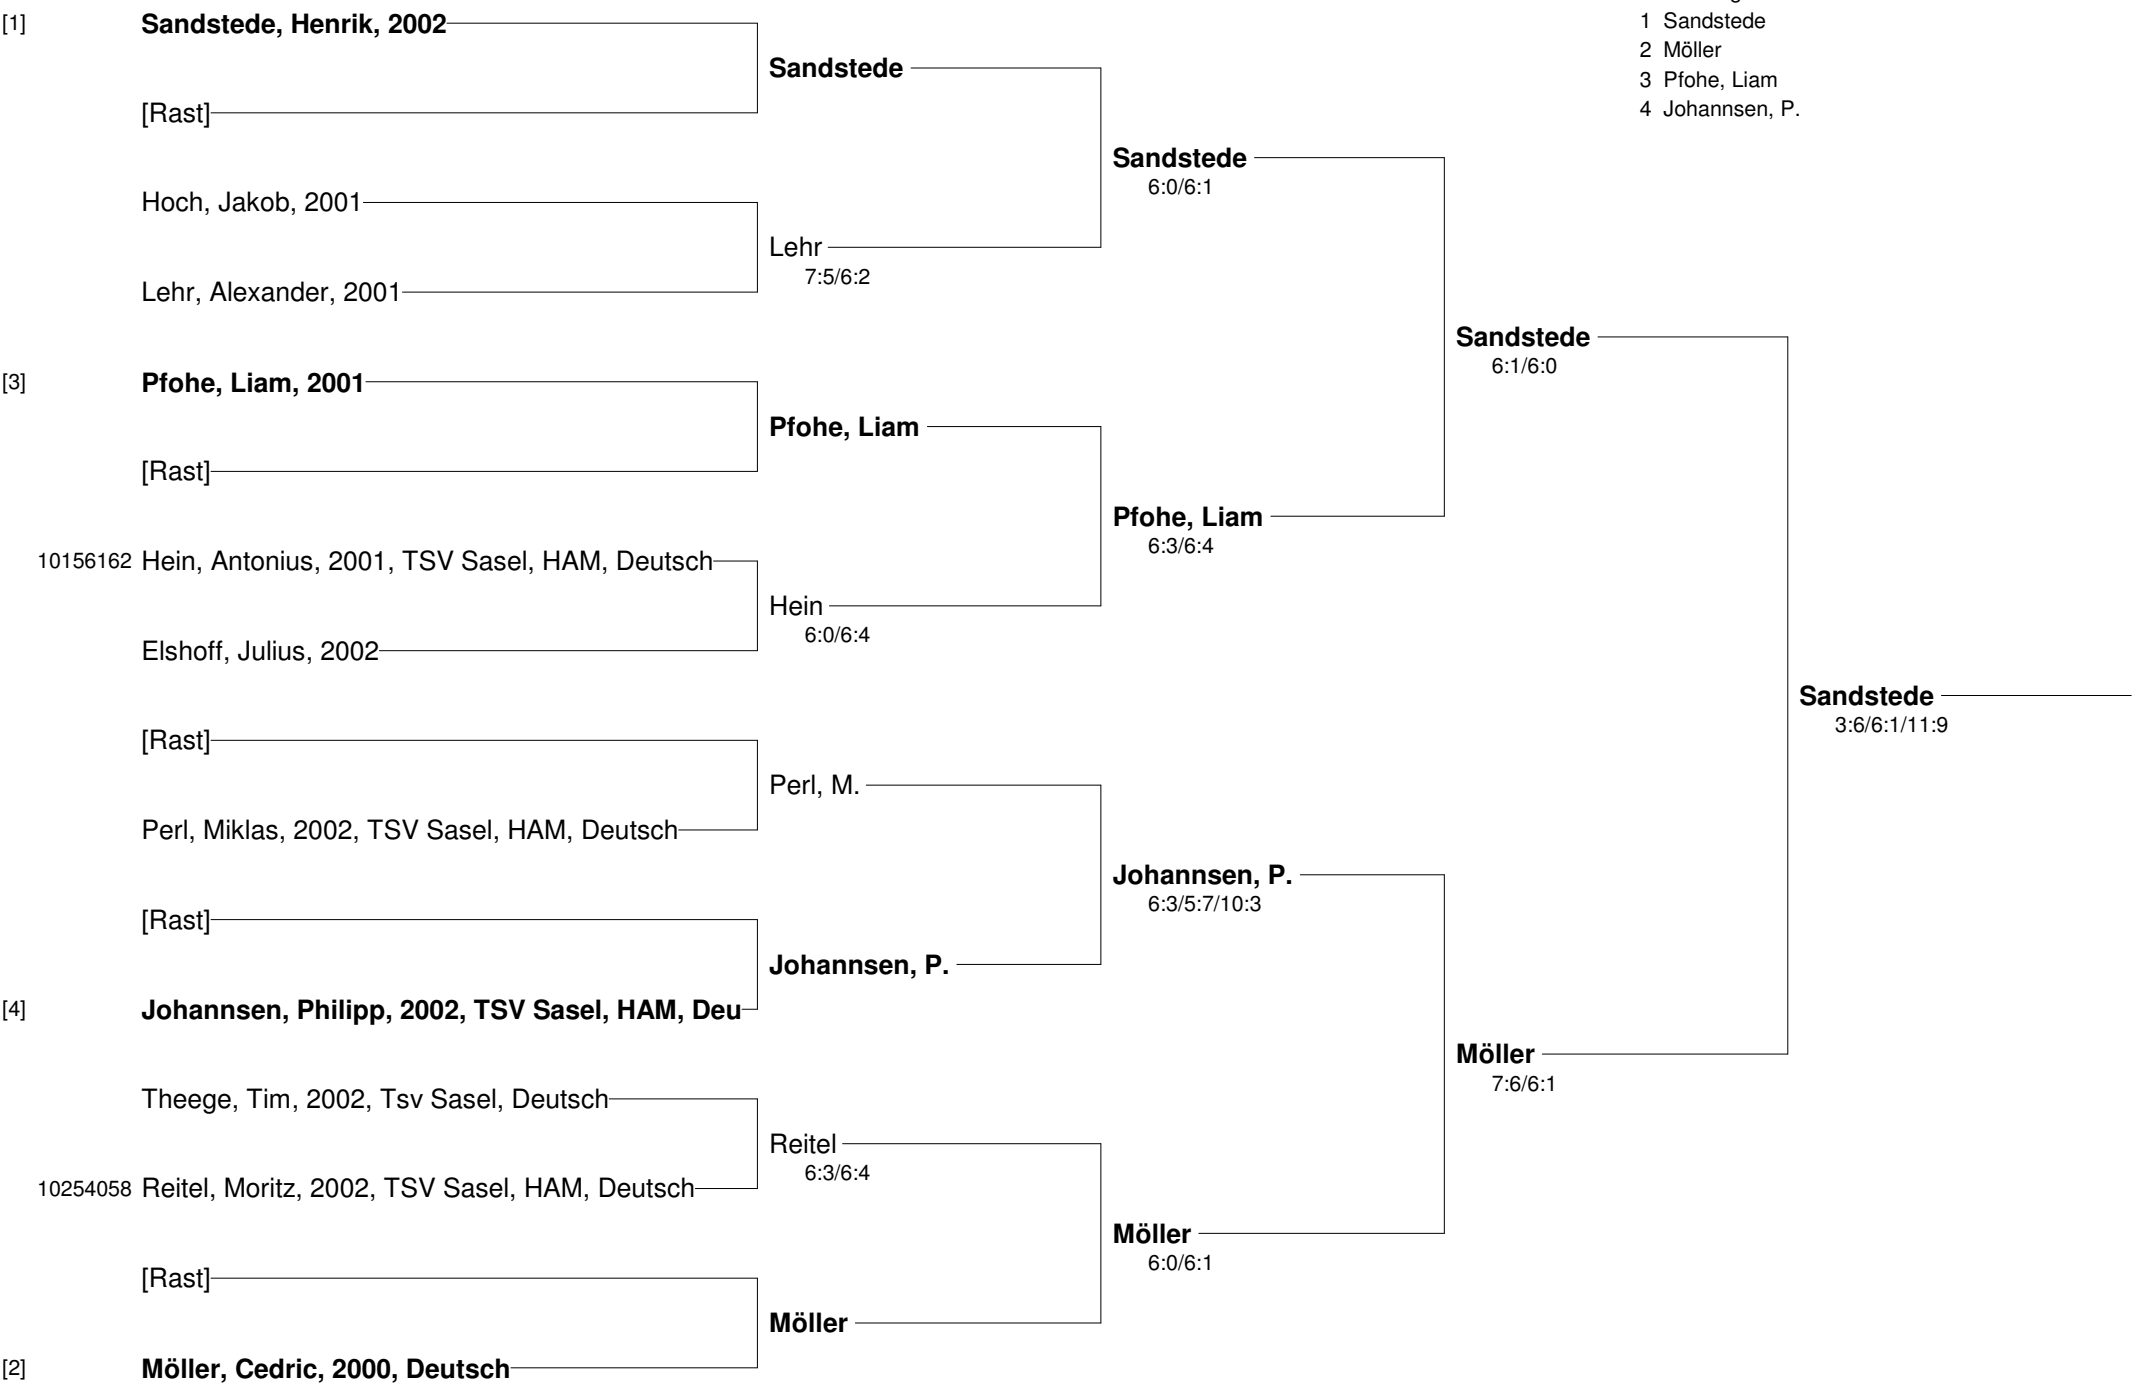 [1] Sandstede, Henrik, 2002
1 Sandstede
2 Möller
3 Pfohe, Liam
4 Johannsen, P.
Sandstede
[Rast]
Sandstede
6:0/6:1
Hoch, Jakob, 2001
Lehr
7:5/6:2
Lehr, Alexander, 2001
Sandstede
6:1/6:0
[3] Pfohe, Liam, 2001
Pfohe, Liam
[Rast]
Pfohe, Liam
6:3/6:4
10156162 Hein, Antonius, 2001, TSV Sasel, HAM, Deutsch
Hein
6:0/6:4
Elshoff, Julius, 2002
Sandstede
3:6/6:1/11:9
[Rast]
Perl, M.
Perl, Miklas, 2002, TSV Sasel, HAM, Deutsch
Johannsen, P.
6:3/5:7/10:3
[Rast]
Johannsen, P.
[4] Johannsen, Philipp, 2002, TSV Sasel, HAM, Deu
Möller
7:6/6:1
Theege, Tim, 2002, Tsv Sasel, Deutsch
Reitel
6:3/6:4
10254058 Reitel, Moritz, 2002, TSV Sasel, HAM, Deutsch
Möller
6:0/6:1
[Rast]
Möller
[2] Möller, Cedric, 2000, Deutsch